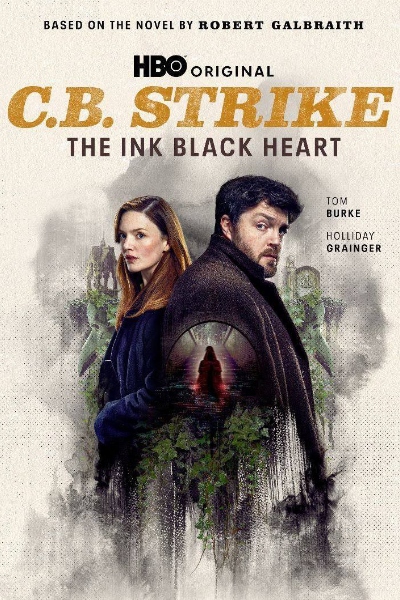 BASED ON THE NOVEL BY ROBERT GALBRAITH
HBO ORIGINAL
C.B. STRIKE
THE INK BLACK HEART
TOM
BURKE
HOLLIDAY
GRAINGER